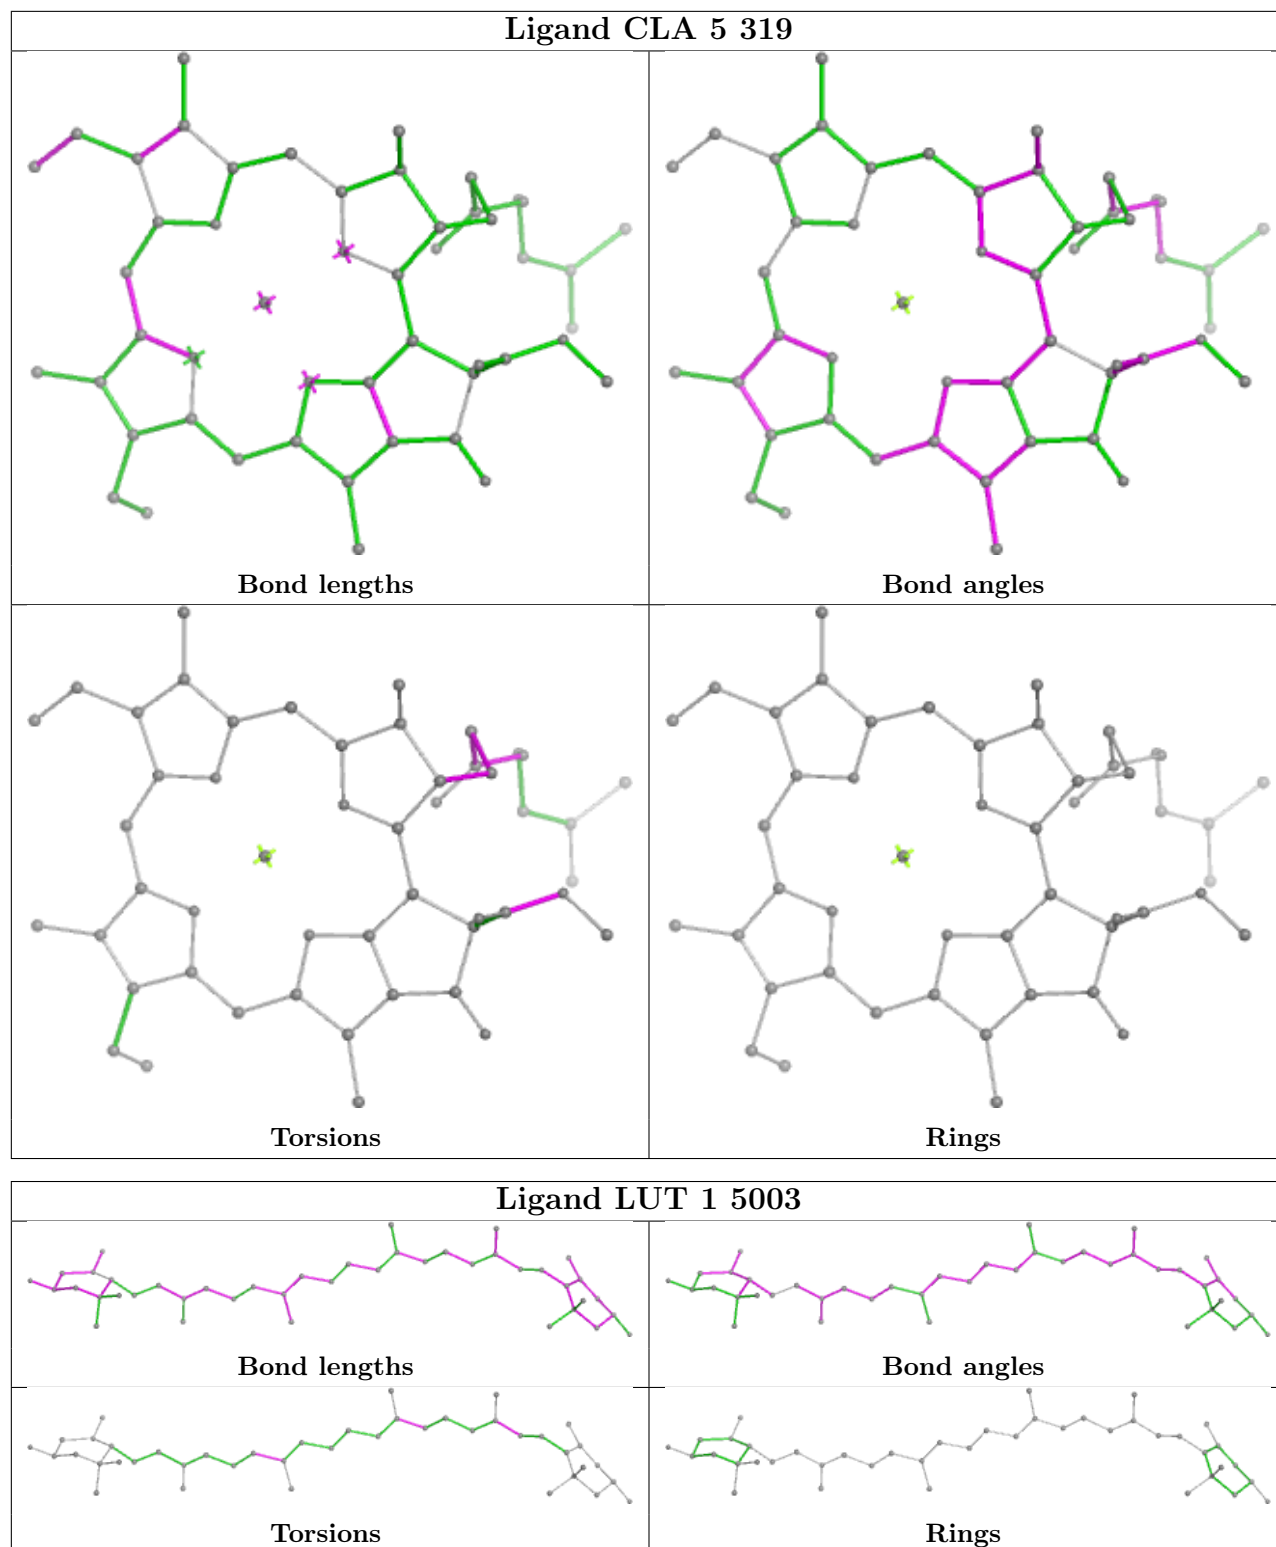 Ligand CLA 5 319
Bond lengths Bond angles
Torsions Rings
Ligand LUT 1 5003
Bond lengths Bond angles
Torsions Rings